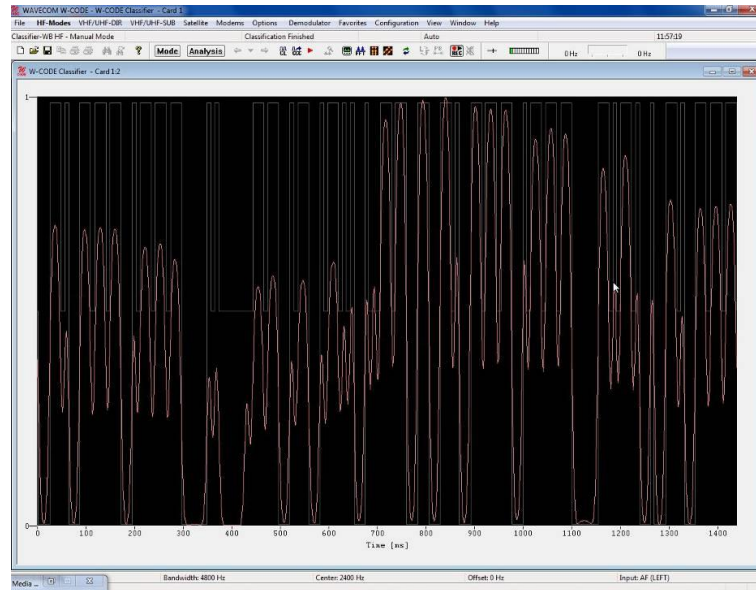 WAVECOM W-CODE - W-CODE Classifier - Card 1
File HF-Modes VHF/UHF-DIR VHF/UHF-SUB Satellite Modems Options Demodulator Favorites Configuration View Window Help
Classifier-WB HF - Manual Mode Classification Finished Auto 11:57:19
Mode Analysis 0 Hz 0 Hz
W-CODE Classifier - Card 1:2
1
0
0 100 200 300 400 500 600 700 800 900 1000 1100 1200 1300 1400
Time [ms]
Media ... Bandwidth: 4800 Hz Center: 2400 Hz Offset: 0 Hz Input: AF (LEFT)